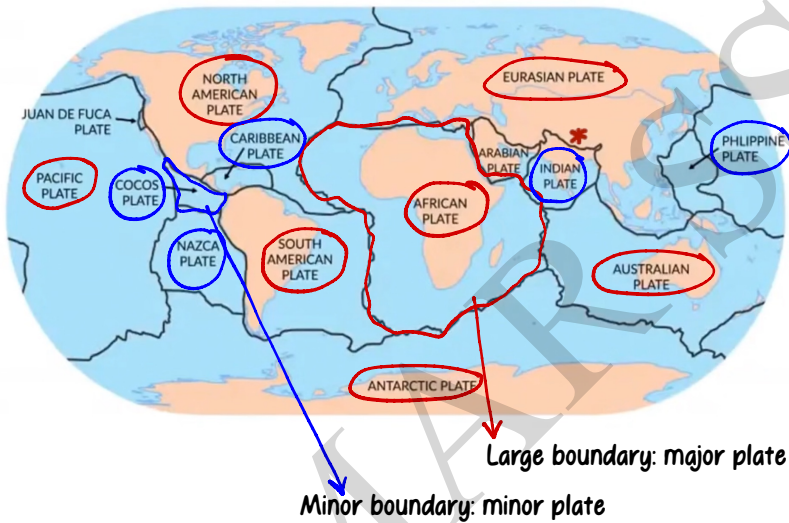 NORTH
AMERICAN
PLATE
EURASIAN PLATE
JUAN DE FUCA
PLATE
CARIBBEAN
PLATE
PHLIPPINE
PLATE
ARABIAN
PLATE
INDIAN
PLATE
PACIFIC
PLATE
COCOS
PLATE
AFRICAN
PLATE
NAZCA
PLATE
SOUTH
AMERICAN
PLATE
AUSTRALIAN
PLATE
ANTARCTIC PLATE
Large boundary: major plate
Minor boundary: minor plate